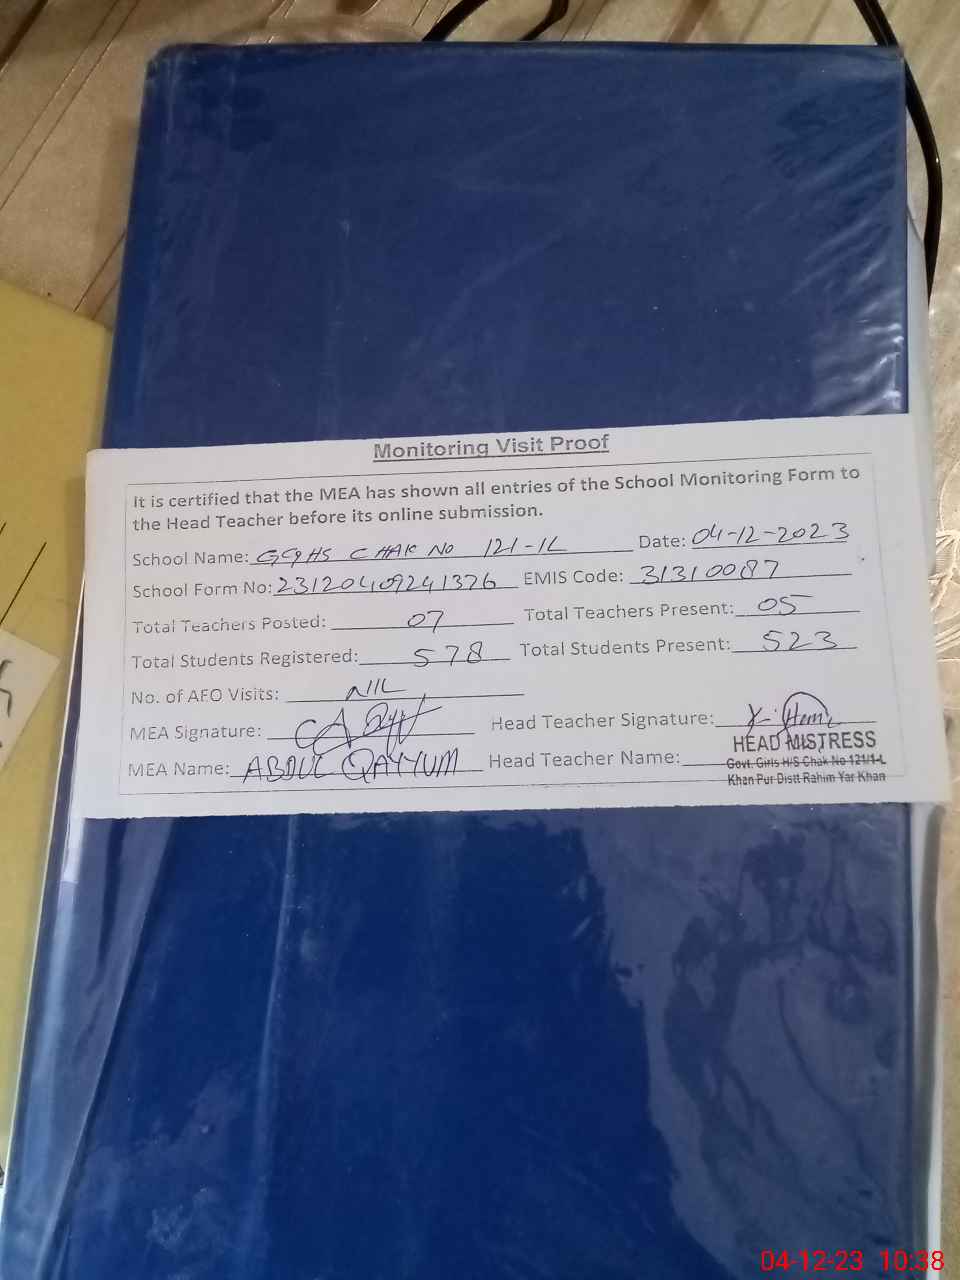 Monitoring Visit Proof
It is certified that the MEA has shown all entries of the School Monitoring Form to
the Head Teacher before its online submission.
School Name: GGHS CHAK No 121-1L Date: 04-12-2023
School Form No: 23120409241376 EMIS Code: 31310087
Total Teachers Posted: 07 Total Teachers Present: 05
Total Students Registered: 578 Total Students Present: 523
No. of AEO Visits: NIL
MEA Signature: Head Teacher Signature:
MEA Name: ABDUL QAYYUM Head Teacher Name:
HEAD MISTRESS
Govt. Girls H/S Chak No 121/1-L
Khan Pur Distt Rahim Yar Khan
04-12-23 10:38